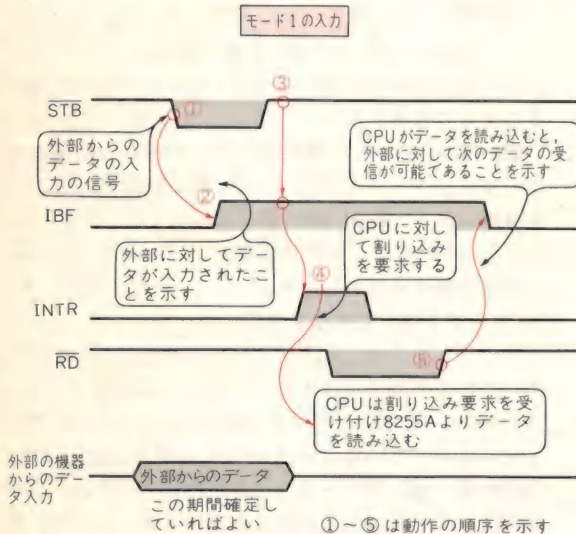 モード1の入力
STB
①
③
外部からの
データの入
力の信号
CPUがデータを読み込むと,
外部に対して次のデータの受
信が可能であることを示す
②
IBF
外部に対してデー
タが入力されたこ
とを示す
CPUに対し
て割り込み
を要求する
④
INTR
RD
⑤
CPUは割り込み要求を受
け付け8255Aよりデータ
を読み込む
外部の機器
からのデー
タ入力
外部からのデータ
この期間確定し
ていればよい
①～⑤は動作の順序を示す